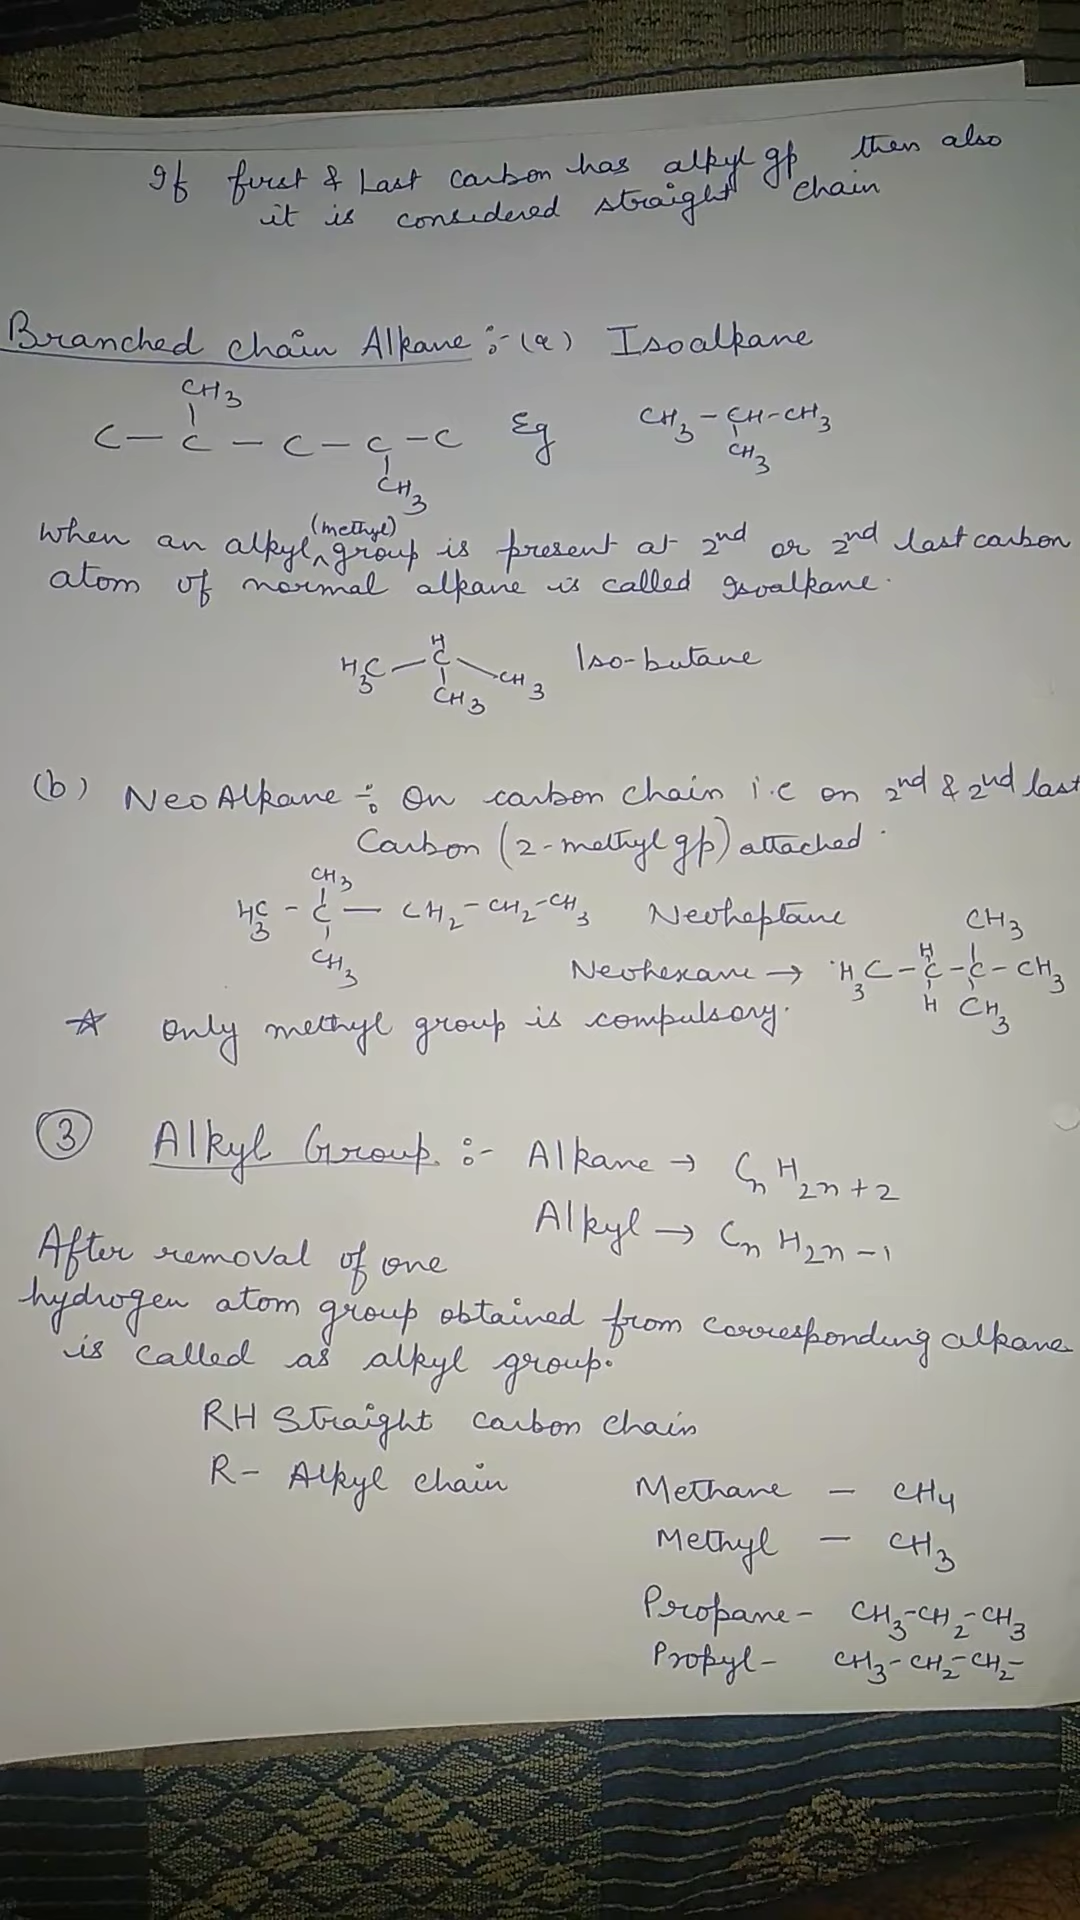 If first & Last carbon has alkyl gp then also
it is considered straight chain
Branched chain Alkane :- (a) Isoalkane
CH3
C - C - C - C - C Eg CH3 - CH - CH3
CH3
CH3
When an alkyl (methyl) group is present at 2nd or 2nd last carbon
atom of normal alkane is called Isoalkane.
H
H3C - C - CH3 Iso-butane
CH3
(b) NeoAlkane :- On carbon chain i.e on 2nd & 2nd last
Carbon (2-methyl gp) attached.
CH3
H3C - C - CH2 - CH2 - CH3 Neoheptane
CH3
CH3
H
Neohexane → H3C - C - C - CH3
H CH3
☆ only methyl group is compulsory.
③ Alkyl Group :- Alkane → CnH2n+2
Alkyl → CnH2n-1
After removal of one
hydrogen atom group obtained from corresponding alkane
is called as alkyl group.
RH Straight carbon chain
R- Alkyl chain
Methane - CH4
Methyl - CH3
Propane - CH3-CH2-CH3
Propyl - CH3-CH2-CH2-